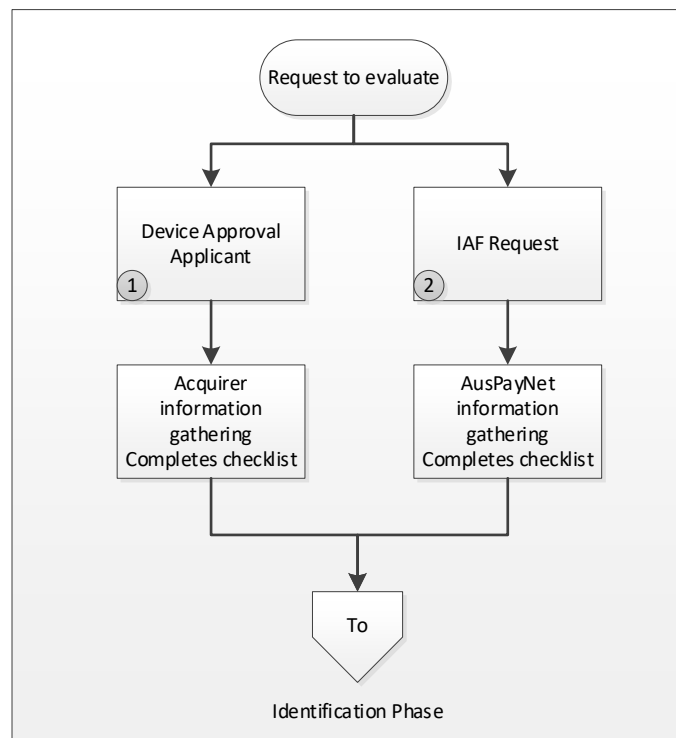 Request to evaluate
Device Approval
Applicant
1
IAF Request
2
Acquirer
information
gathering
Completes checklist
AusPayNet
information
gathering
Completes checklist
To
Identification Phase